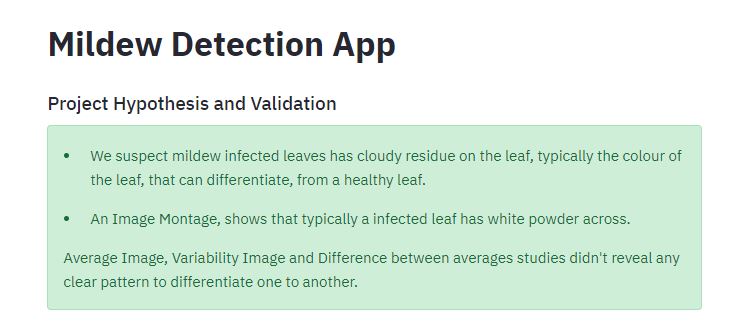 Mildew Detection App
Project Hypothesis and Validation
• We suspect mildew infected leaves has cloudy residue on the leaf, typically the colour of
the leaf, that can differentiate, from a healthy leaf.
• An Image Montage, shows that typically a infected leaf has white powder across.
Average Image, Variability Image and Difference between averages studies didn't reveal any
clear pattern to differentiate one to another.